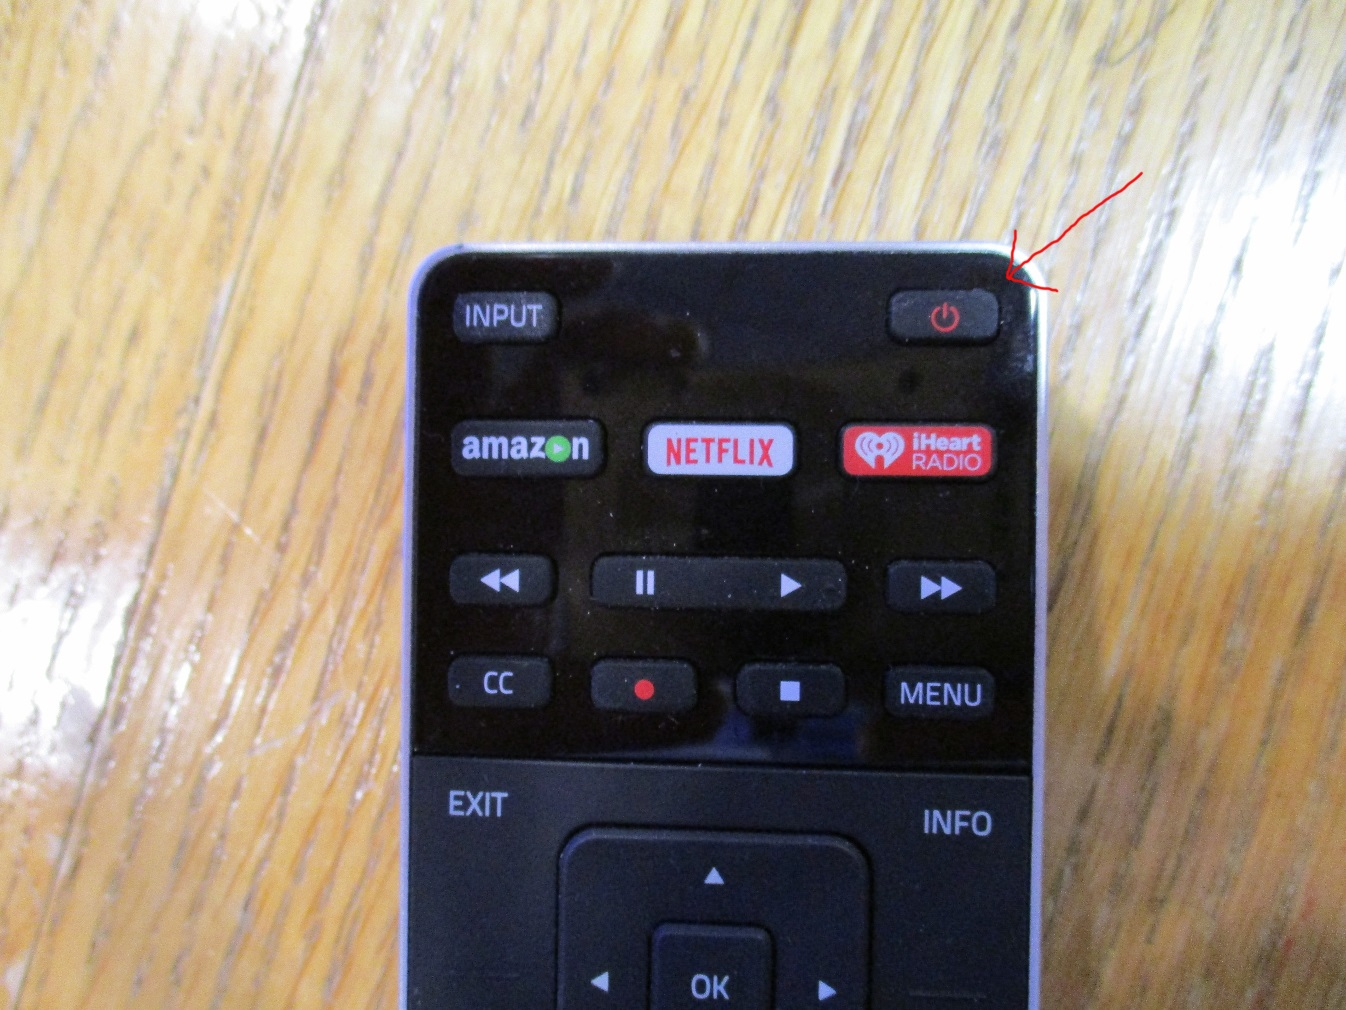 INPUT
amazon
NETFLIX
iHeart
RADIO
CC
MENU
EXIT
INFO
OK